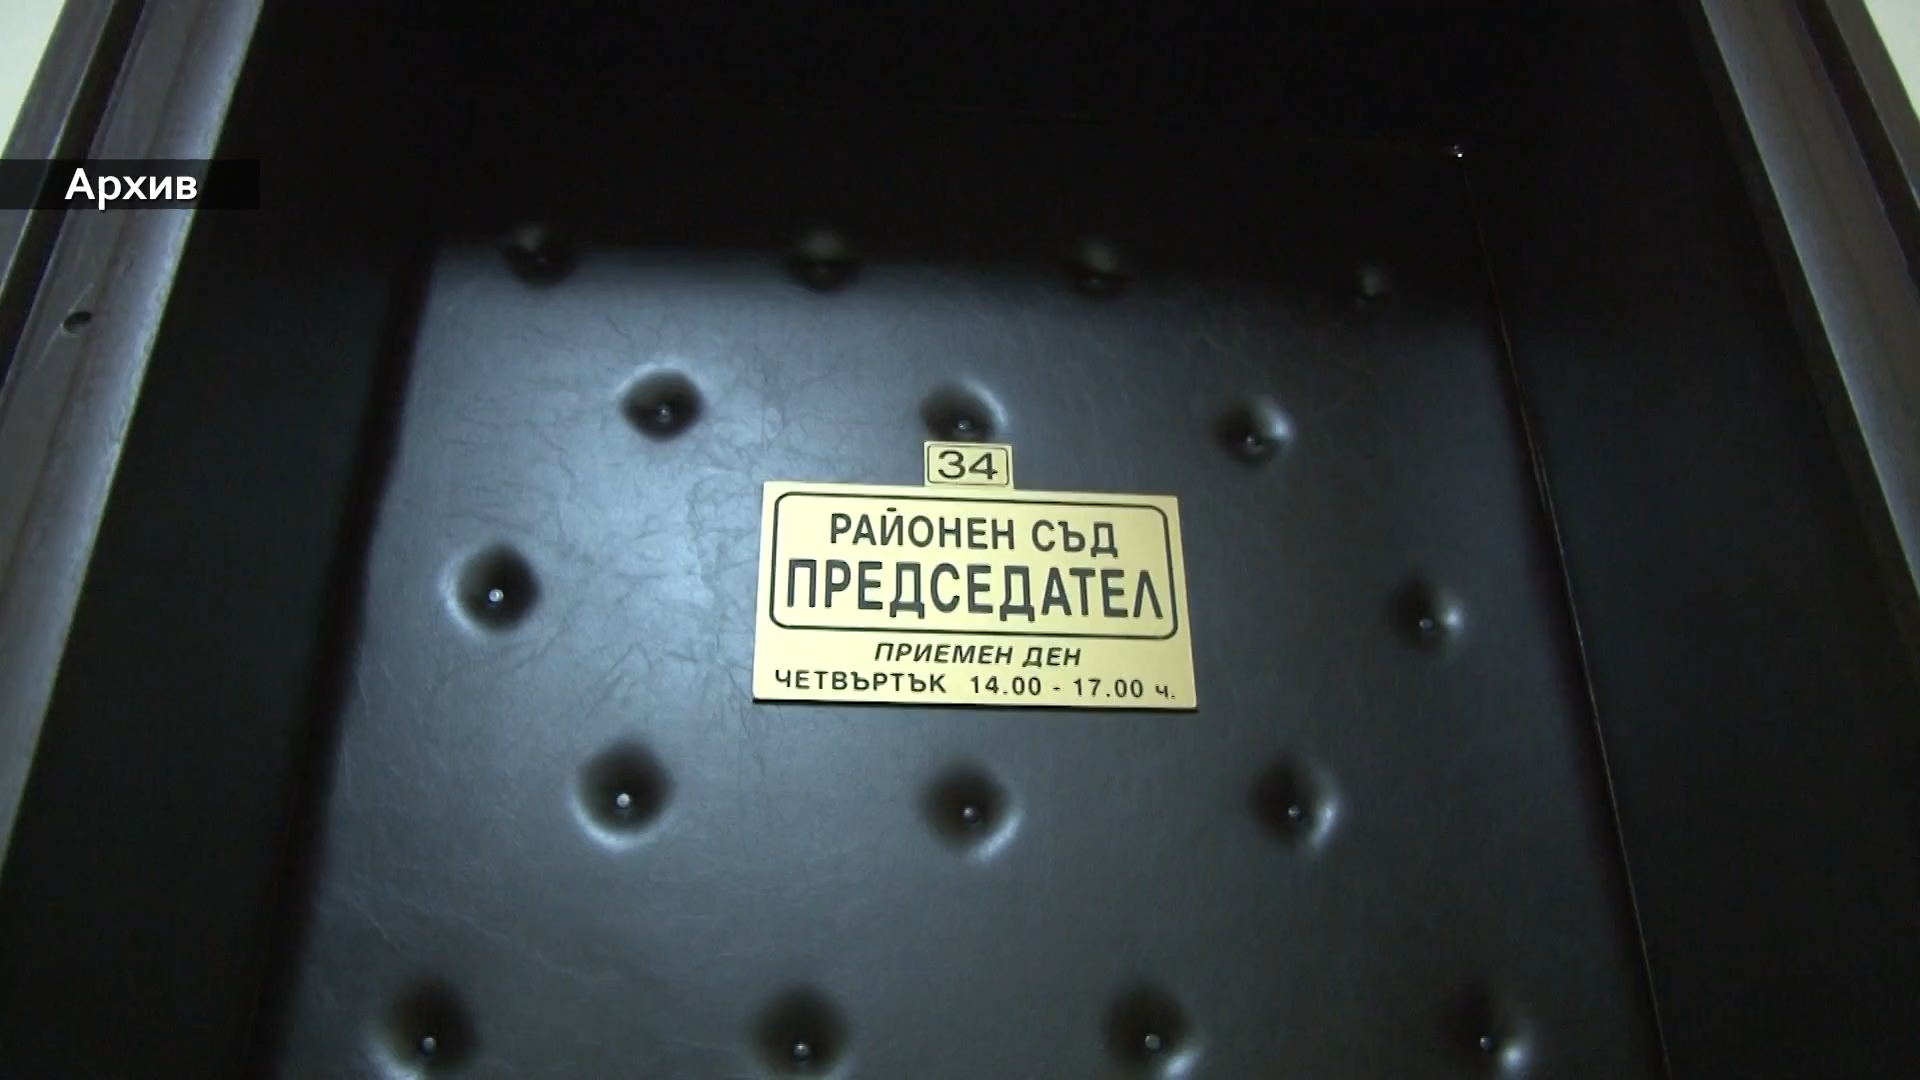 Архив
34
РАЙОНЕН СЪД
ПРЕДСЕДАТЕЛ
ПРИЕМЕН ДЕН
ЧЕТВЪРТЪК 14.00 - 17.00 ч.